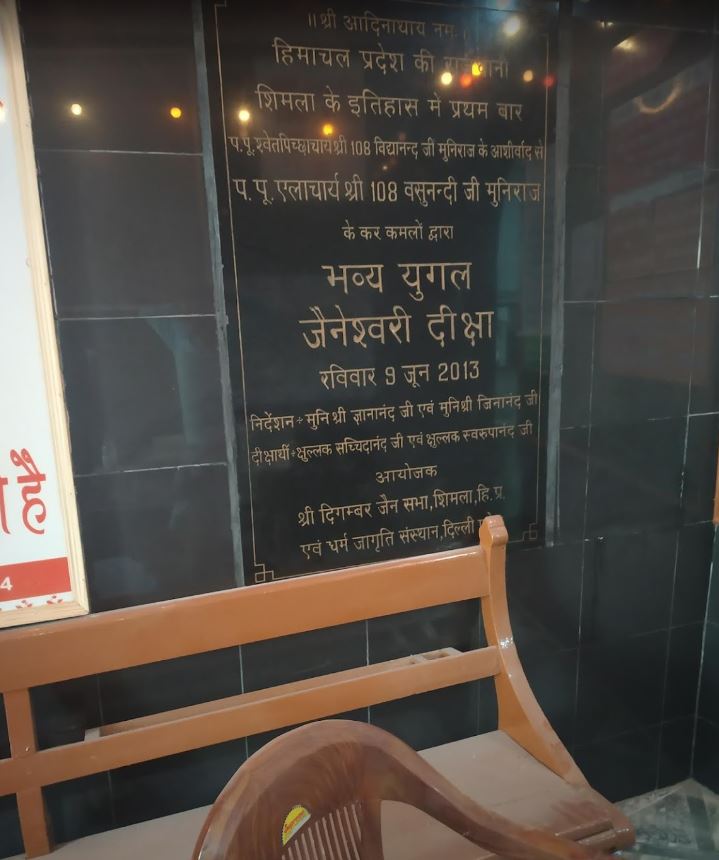 ॥ श्री आदिनाथाय नमः ॥
हिमाचल प्रदेश की राजधानी
शिमला के इतिहास में प्रथम बार
प.पू. श्वेतपिच्छाचार्य श्री 108 विद्यानन्द जी मुनिराज के आशीर्वाद से
प.पू. एलाचार्य श्री 108 वसुनन्दी जी मुनिराज
के कर कमलों द्वारा
भव्य युगल
जैनेश्वरी दीक्षा
रविवार 9 जून 2013
निर्देशन÷मुनि श्री ज्ञानानंद जी एवं मुनिश्री जिनानंद जी
दीक्षार्थी÷क्षुल्लक सच्चिदानंद जी एवं क्षुल्लक स्वरुपानंद जी
आयोजक
श्री दिगम्बर जैन सभा,शिमला,हि.प्र.
एवं धर्म जागृति संस्थान,दिल्ली
है
4